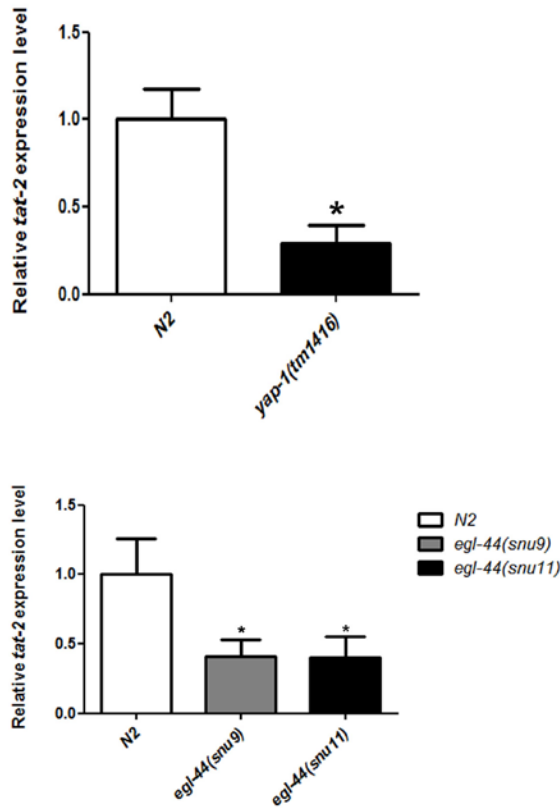 Relative tat-2 expression level
1.5
1.0
0.5
0.0
*
N2
yap-1(tm1416)
Relative tat-2 expression level
1.5
1.0
0.5
0.0
*
*
N2
egl-44(snu9)
egl-44(snu11)
N2
egl-44(snu9)
egl-44(snu11)